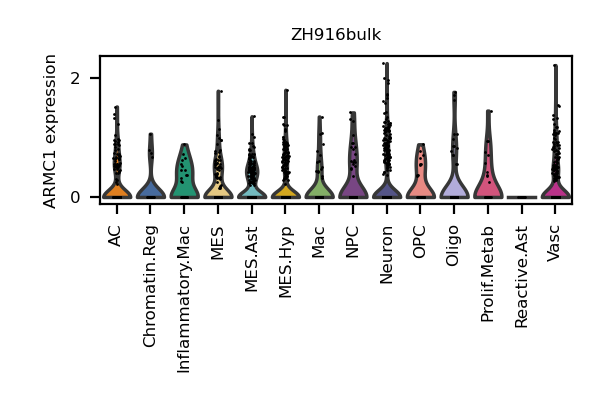 ZH916bulk
ARMC1 expression
2
0
AC
Chromatin.Reg
Inflammatory.Mac
MES
MES.Ast
MES.Hyp
Mac
NPC
Neuron
OPC
Oligo
Prolif.Metab
Reactive.Ast
Vasc